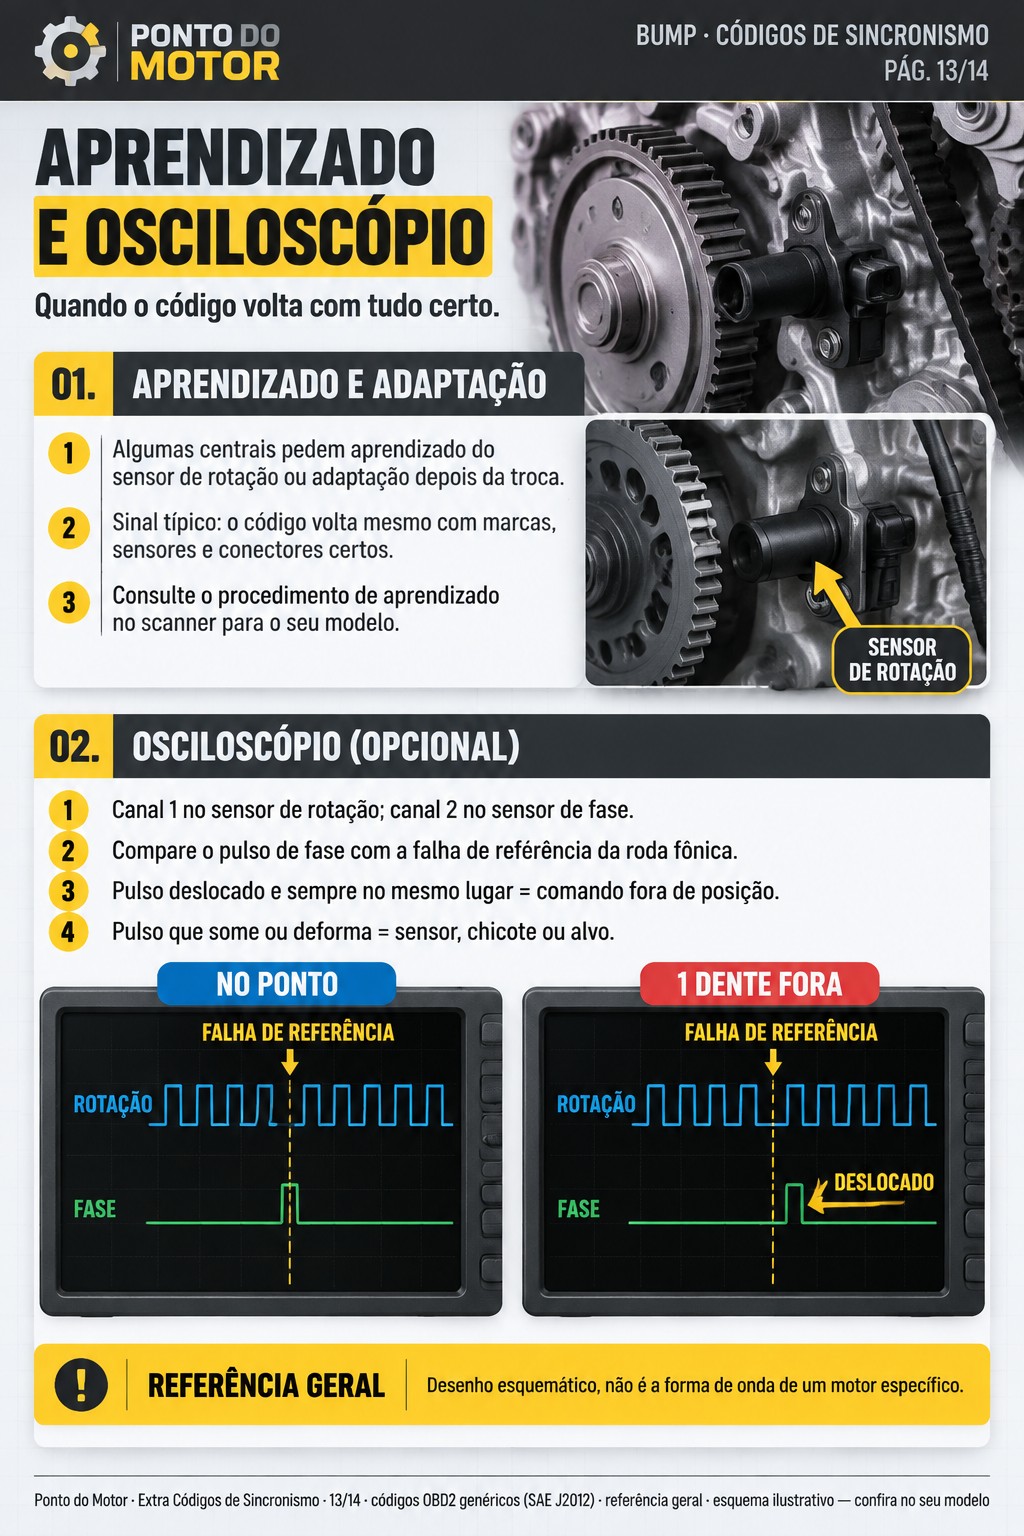 PONTO DO
MOTOR
BUMP · CÓDIGOS DE SINCRONISMO
PÁG. 13/14
APRENDIZADO
E OSCILOSCÓPIO
Quando o código volta com tudo certo.
01. APRENDIZADO E ADAPTAÇÃO
1 Algumas centrais pedem aprendizado do
sensor de rotação ou adaptação depois da troca.
2 Sinal típico: o código volta mesmo com marcas,
sensores e conectores certos.
3 Consulte o procedimento de aprendizado
no scanner para o seu modelo.
SENSOR
DE ROTAÇÃO
02. OSCILOSCÓPIO (OPCIONAL)
1 Canal 1 no sensor de rotação; canal 2 no sensor de fase.
2 Compare o pulso de fase com a falha de reférência da roda fônica.
3 Pulso deslocado e sempre no mesmo lugar = comando fora de posição.
4 Pulso que some ou deforma = sensor, chicote ou alvo.
NO PONTO
FALHA DE REFERÊNCIA
ROTAÇÃO
FASE
1 DENTE FORA
FALHA DE REFERÊNCIA
ROTAÇÃO
DESLOCADO
FASE
! REFERÊNCIA GERAL
Desenho esquemático, não é a forma de onda de um motor específico.
Ponto do Motor · Extra Códigos de Sincronismo · 13/14 · códigos OBD2 genéricos (SAE J2012) · referência geral · esquema ilustrativo — confira no seu modelo